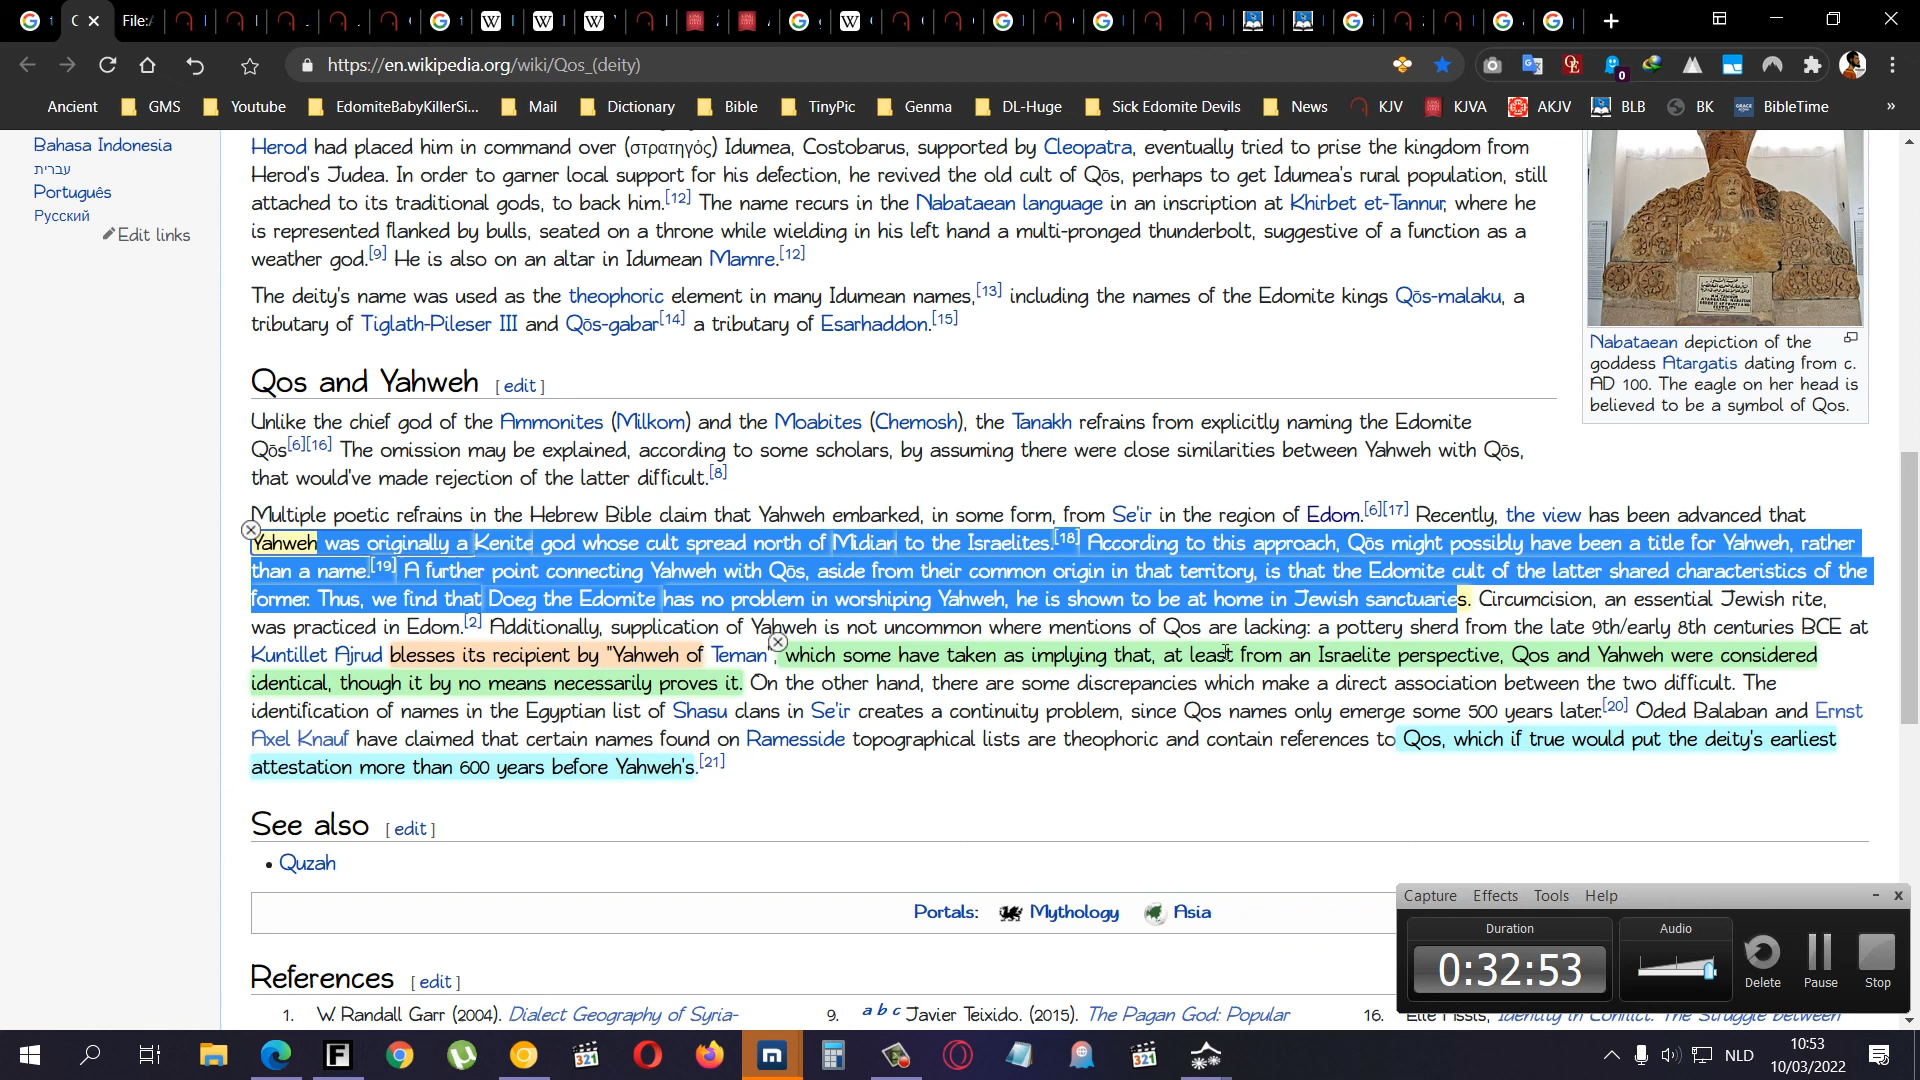 File:/
https://en.wikipedia.org/wiki/Qos_(deity)
0
Ancient GMS Youtube EdomiteBabyKillerSi... Mail Dictionary Bible TinyPic Genma DL-Huge Sick Edomite Devils News KJV KJVA AKJV BLB BK BibleTime »
Bahasa Indonesia
עברית
Português
Русский
Edit links
Herod had placed him in command over (στρατηγός) Idumea, Costobarus, supported by Cleopatra, eventually tried to prise the kingdom from
Herod's Judea. In order to garner local support for his defection, he revived the old cult of Qōs, perhaps to get Idumea's rural population, still
attached to its traditional gods, to back him.[12] The name recurs in the Nabataean language in an inscription at Khirbet et-Tannur, where he
is represented flanked by bulls, seated on a throne while wielding in his left hand a multi-pronged thunderbolt, suggestive of a function as a
weather god.[9] He is also on an altar in Idumean Mamre.[12]
The deity's name was used as the theophoric element in many Idumean names,[13] including the names of the Edomite kings Qōs-malaku, a
tributary of Tiglath-Pileser III and Qōs-gabar[14] a tributary of Esarhaddon.[15]
Nabataean depiction of the
goddess Atargatis dating from c.
AD 100. The eagle on her head is
believed to be a symbol of Qos.
Qos and Yahweh [ edit ]
Unlike the chief god of the Ammonites (Milkom) and the Moabites (Chemosh), the Tanakh refrains from explicitly naming the Edomite
Qōs[6][16] The omission may be explained, according to some scholars, by assuming there were close similarities between Yahweh with Qōs,
that would've made rejection of the latter difficult.[8]
Multiple poetic refrains in the Hebrew Bible claim that Yahweh embarked, in some form, from Se'ir in the region of Edom.[6][17] Recently, the view has been advanced that
Yahweh was originally a Kenite god whose cult spread north of Midian to the Israelites.[18] According to this approach, Qōs might possibly have been a title for Yahweh, rather
than a name.[19] A further point connecting Yahweh with Qōs, aside from their common origin in that territory, is that the Edomite cult of the latter shared characteristics of the
former. Thus, we find that Doeg the Edomite has no problem in worshiping Yahweh, he is shown to be at home in Jewish sanctuaries. Circumcision, an essential Jewish rite,
was practiced in Edom.[2] Additionally, supplication of Yahweh is not uncommon where mentions of Qos are lacking: a pottery sherd from the late 9th/early 8th centuries BCE at
Kuntillet Ajrud blesses its recipient by "Yahweh of Teman", which some have taken as implying that, at least from an Israelite perspective, Qos and Yahweh were considered
identical, though it by no means necessarily proves it. On the other hand, there are some discrepancies which make a direct association between the two difficult. The
identification of names in the Egyptian list of Shasu clans in Se'ir creates a continuity problem, since Qos names only emerge some 500 years later.[20] Oded Balaban and Ernst
Axel Knauf have claimed that certain names found on Ramesside topographical lists are theophoric and contain references to Qos, which if true would put the deity's earliest
attestation more than 600 years before Yahweh's.[21]
See also [ edit ]
• Quzah
Portals: Mythology Asia
References [ edit ]
1. W. Randall Garr (2004). Dialect Geography of Syria-
9. a b c Javier Teixido. (2015). The Pagan God: Popular
16. Elie Assis, Identity in Conflict: The Struggle between
Capture Effects Tools Help
Duration
0:32:53
Audio
Delete
Pause
Stop
321
321
NLD
10:53
10/03/2022